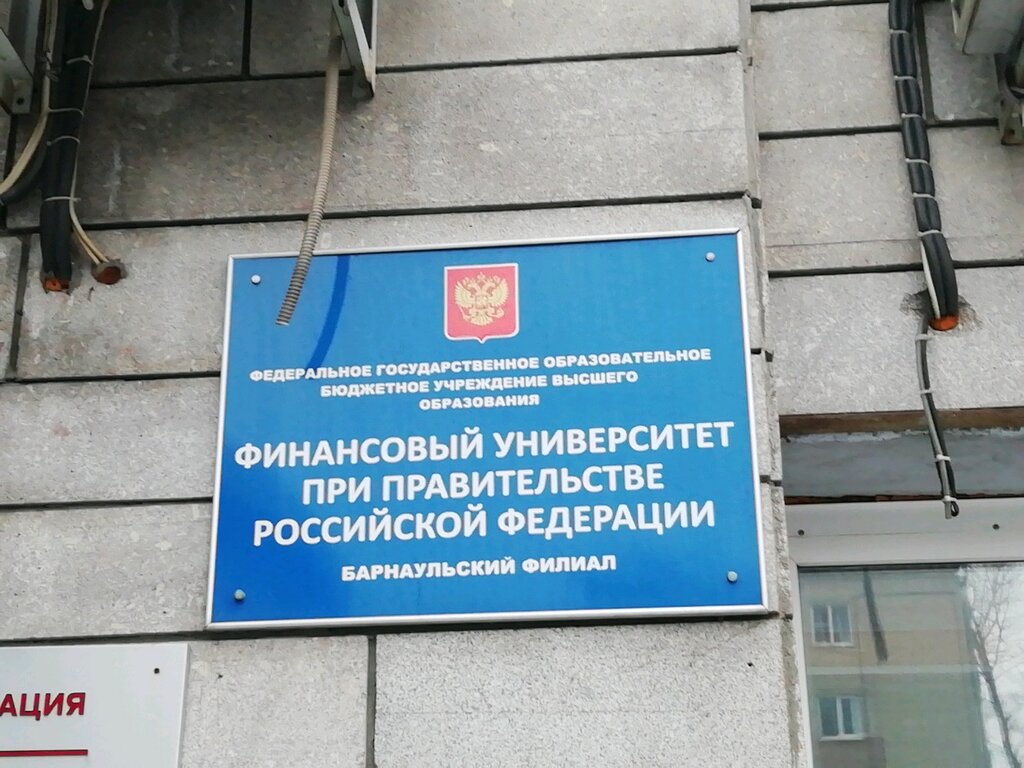 ФЕДЕРАЛЬНОЕ ГОСУДАРСТВЕННОЕ ОБРАЗОВАТЕЛЬНОЕ
БЮДЖЕТНОЕ УЧРЕЖДЕНИЕ ВЫСШЕГО
ОБРАЗОВАНИЯ
ФИНАНСОВЫЙ УНИВЕРСИТЕТ
ПРИ ПРАВИТЕЛЬСТВЕ
РОССИЙСКОЙ ФЕДЕРАЦИИ
БАРНАУЛЬСКИЙ ФИЛИАЛ
АЦИЯ